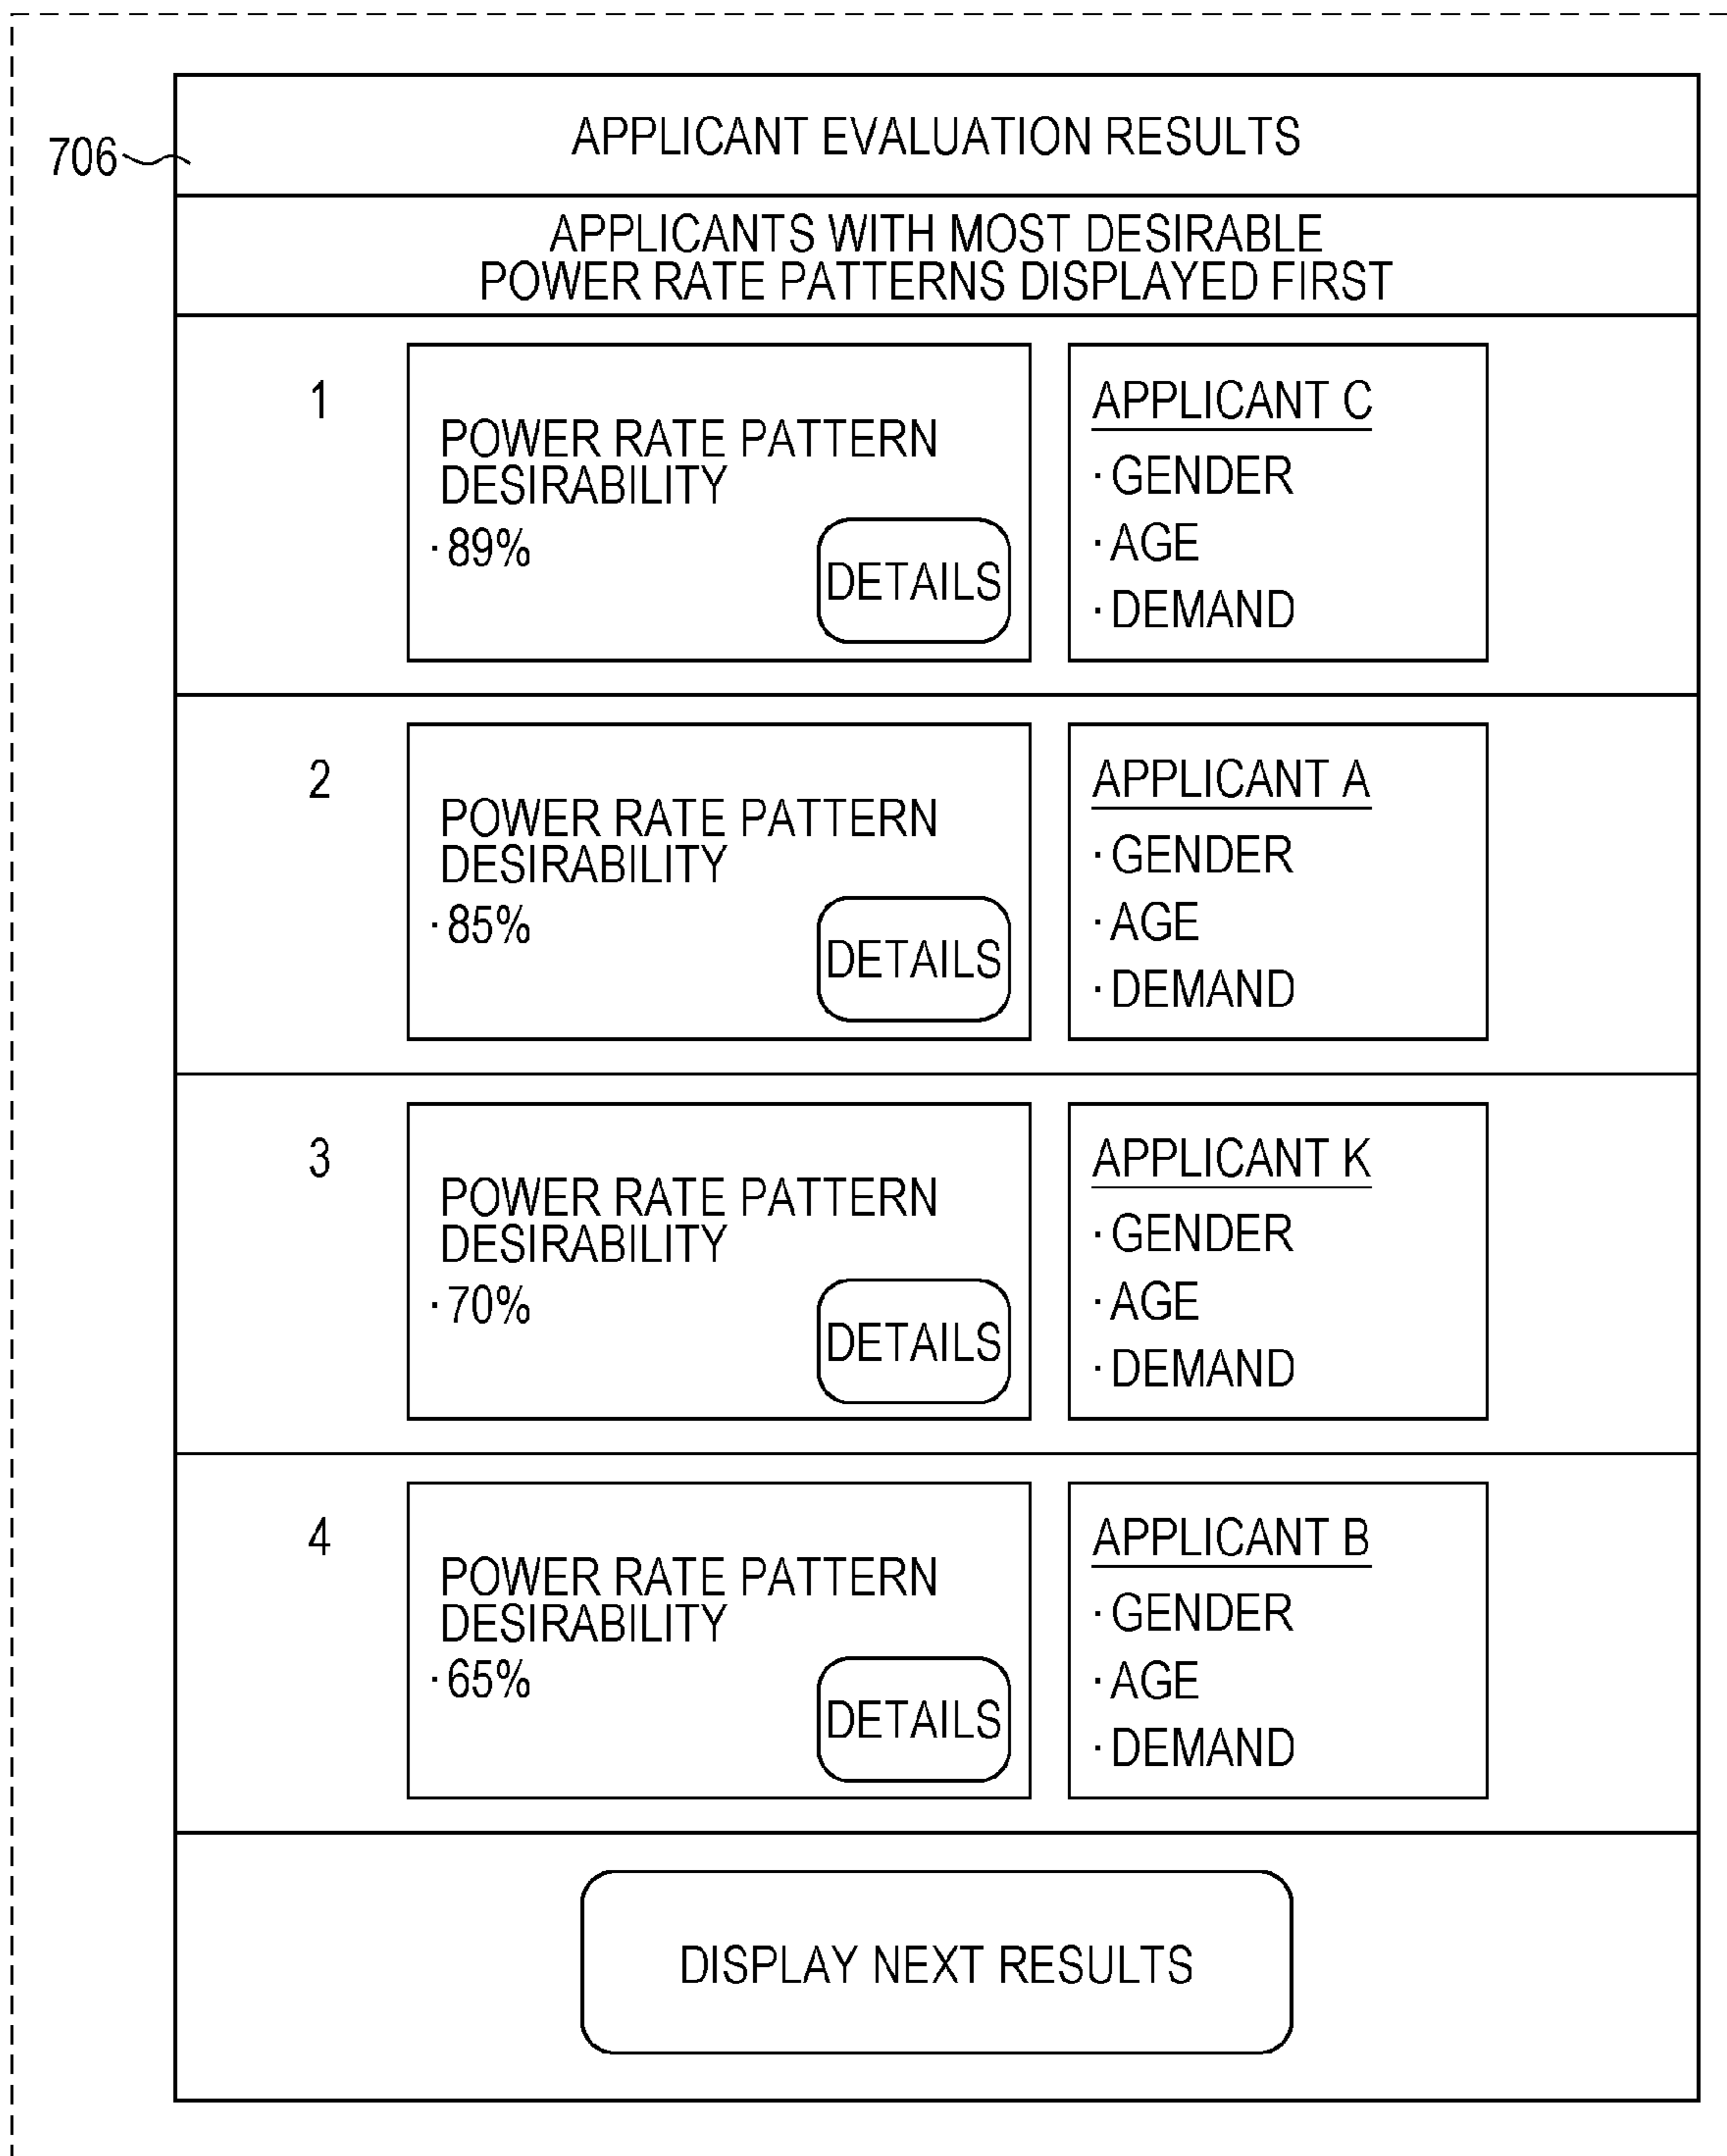 706
APPLICANT EVALUATION RESULTS
APPLICANTS WITH MOST DESIRABLE
POWER RATE PATTERNS DISPLAYED FIRST
1
POWER RATE PATTERN
DESIRABILITY
·89%
DETAILS
APPLICANT C
·GENDER
·AGE
·DEMAND
2
POWER RATE PATTERN
DESIRABILITY
·85%
DETAILS
APPLICANT A
·GENDER
·AGE
·DEMAND
3
POWER RATE PATTERN
DESIRABILITY
·70%
DETAILS
APPLICANT K
·GENDER
·AGE
·DEMAND
4
POWER RATE PATTERN
DESIRABILITY
·65%
DETAILS
APPLICANT B
·GENDER
·AGE
·DEMAND
DISPLAY NEXT RESULTS